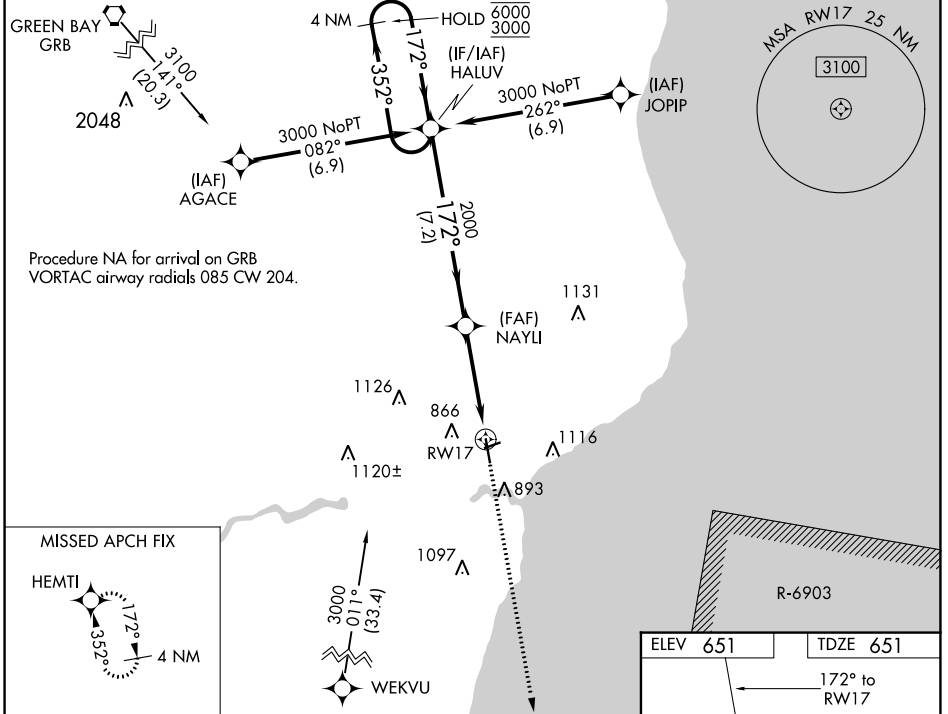 GREEN BAY
GRB
3100
141°
(20.3)
2048
4 NM
HOLD
6000
3000
172°
352°
(IF/IAF)
HALUV
3000 NoPT
082°
(6.9)
(IAF)
AGACE
3000 NoPT
262°
(6.9)
(IAF)
JOPIP
MSA RW17 25 NM
3100
2000
172°
(7.2)
Procedure NA for arrival on GRB
VORTAC airway radials 085 CW 204.
(FAF)
NAYLI
1131
1126
866
RW17
1116
1120±
893
1097
MISSED APCH FIX
HEMTI
172°
352°
4 NM
3000
011°
(33.4)
WEKVU
R-6903
ELEV 651
TDZE 651
172° to
RW17